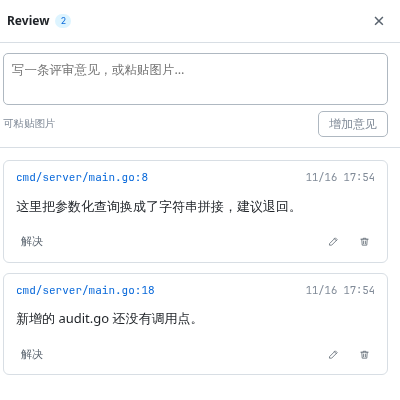 Review 2
写一条评审意见，或粘贴图片...
可粘贴图片
增加意见
cmd/server/main.go:8 11/16 17:54
这里把参数化查询换成了字符串拼接，建议退回。
解决
cmd/server/main.go:18 11/16 17:54
新增的 audit.go 还没有调用点。
解决